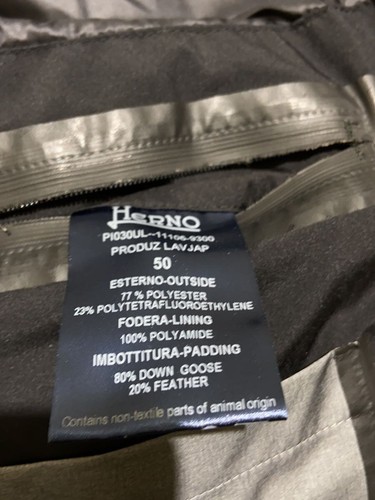 HERNO
PI030UL~11106-9300
PRODUZ LAVJAP
50
ESTERNO-OUTSIDE
77 % POLYESTER
23% POLYTETRAFLUOROETHYLENE
FODERA-LINING
100% POLYAMIDE
IMBOTTITURA-PADDING
80% DOWN GOOSE
20% FEATHER
Contains non-textile parts of animal origin